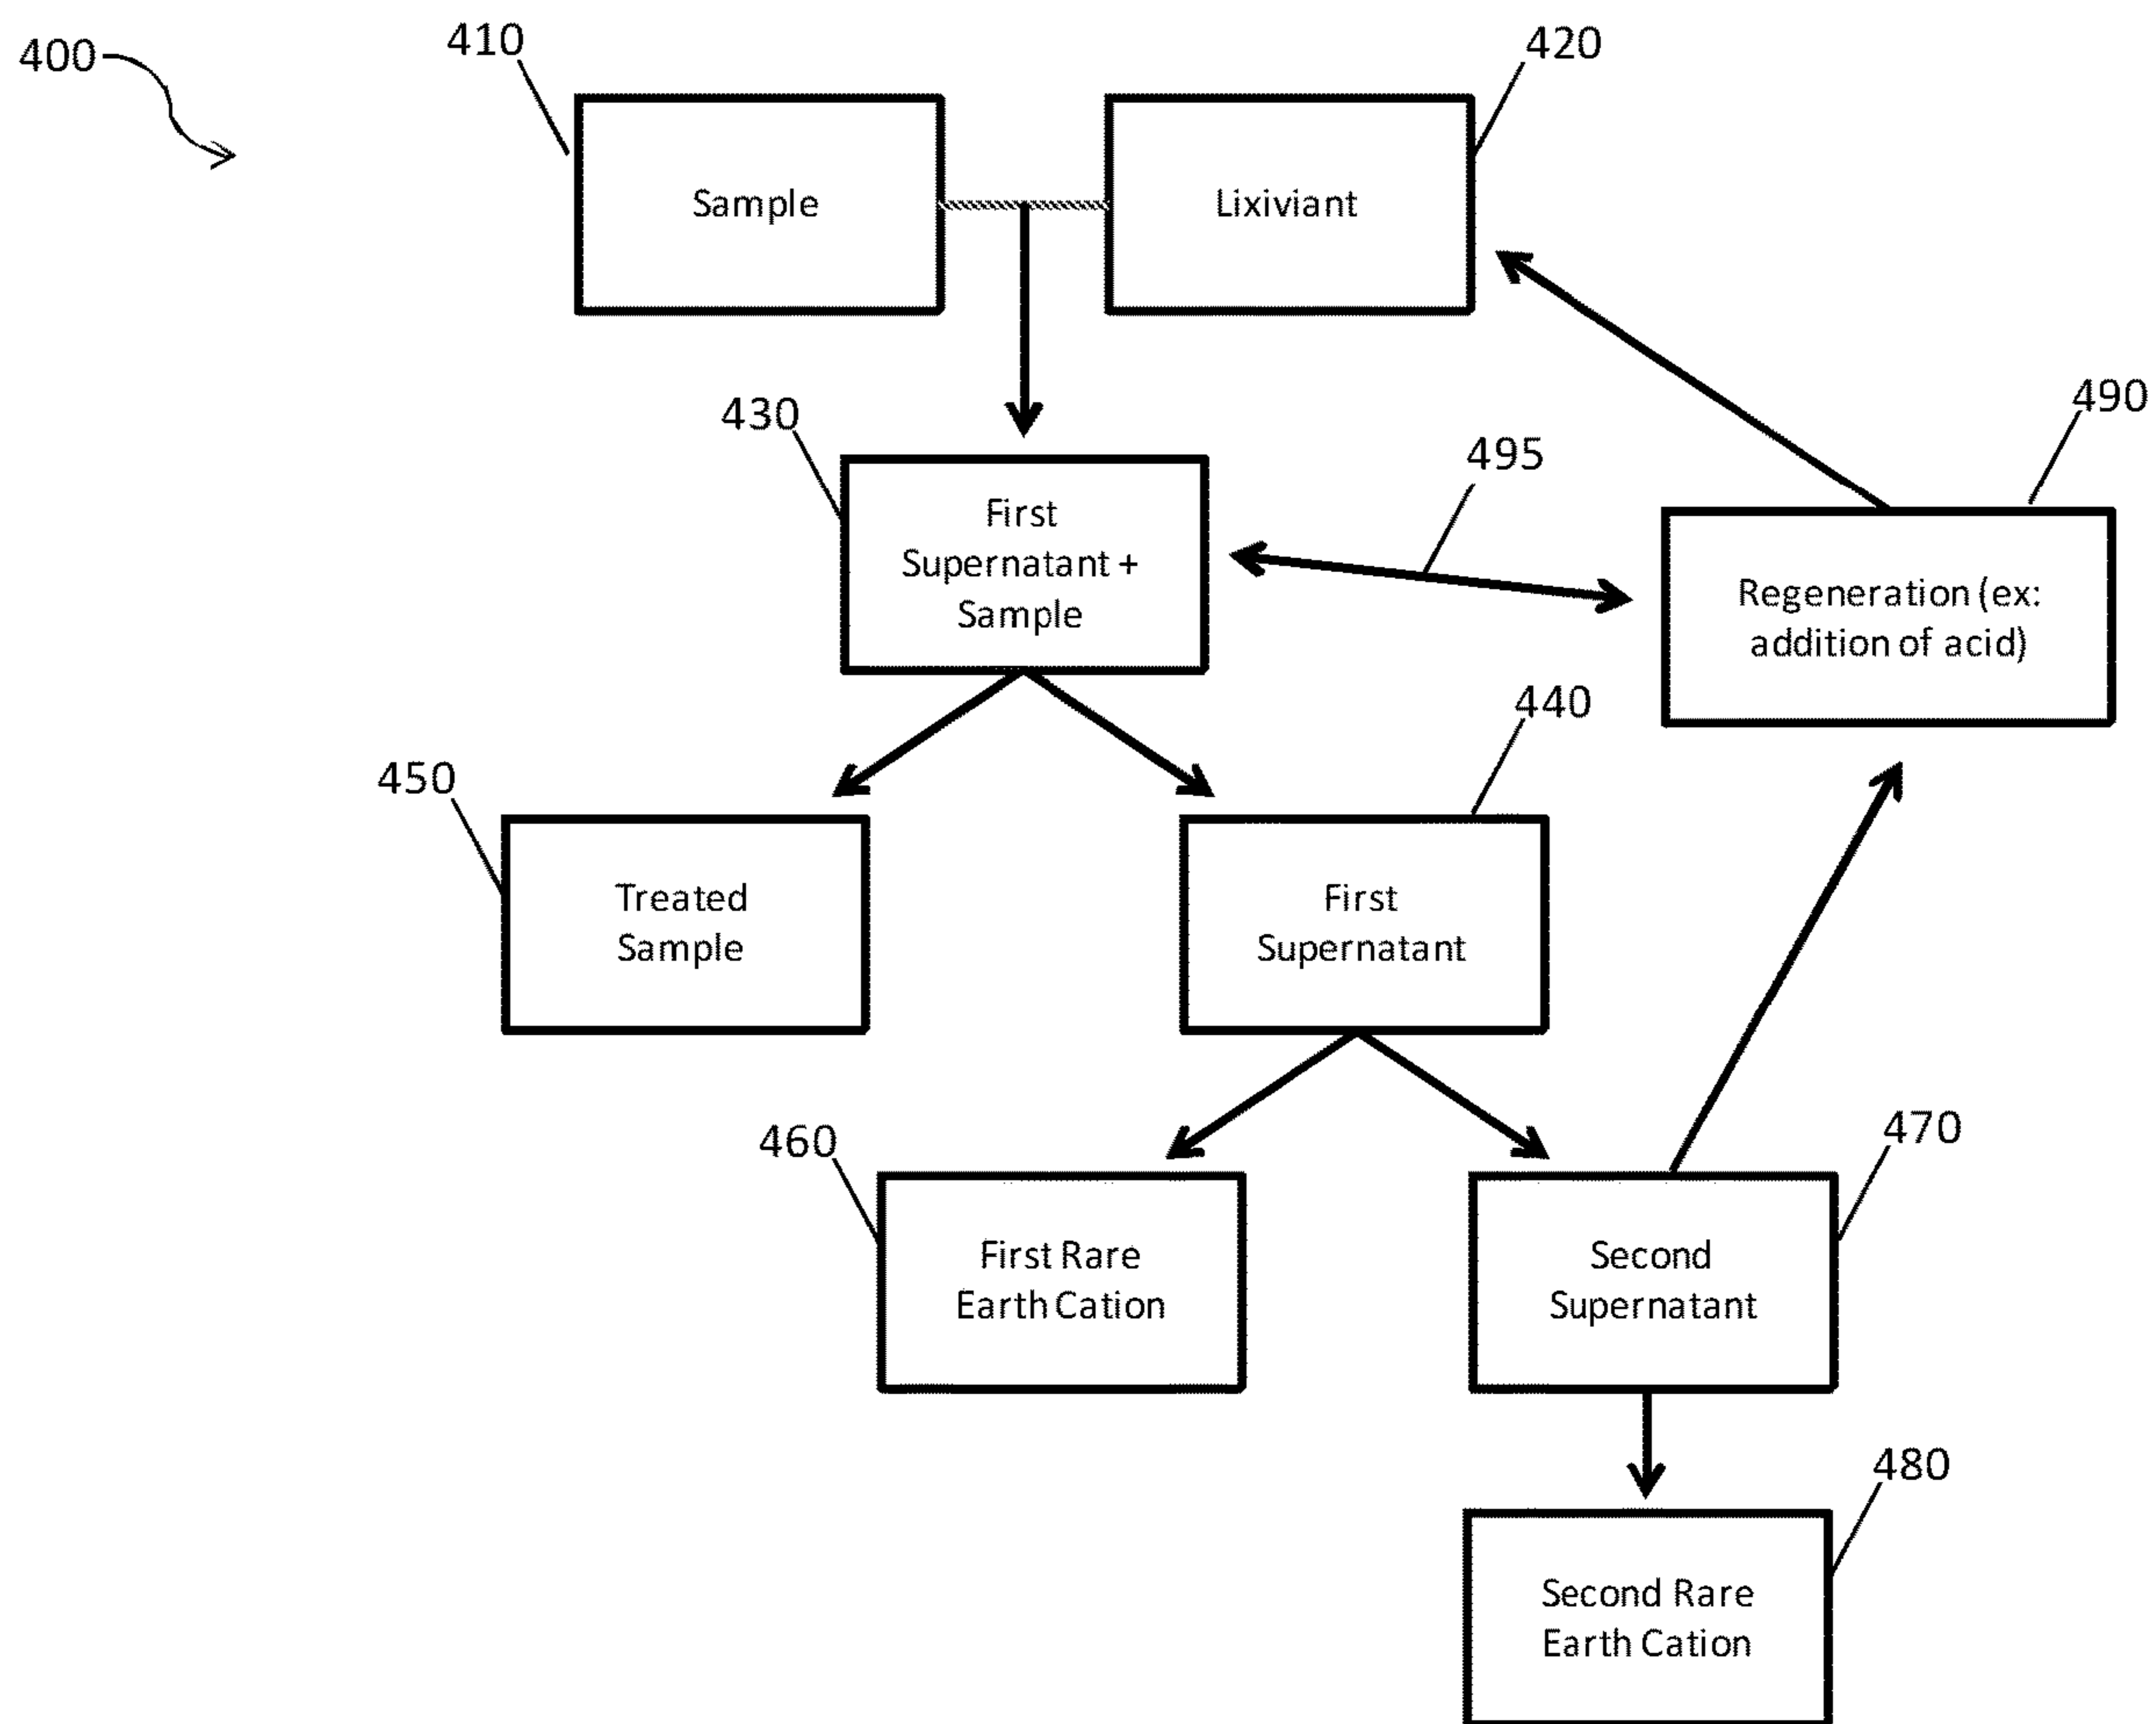 400
410
420
Sample
Lixiviant
430
495
490
First
Supernatant +
Sample
Regeneration (ex:
addition of acid)
450
440
Treated
Sample
First
Supernatant
460
470
First Rare
Earth Cation
Second
Supernatant
480
Second Rare
Earth Cation